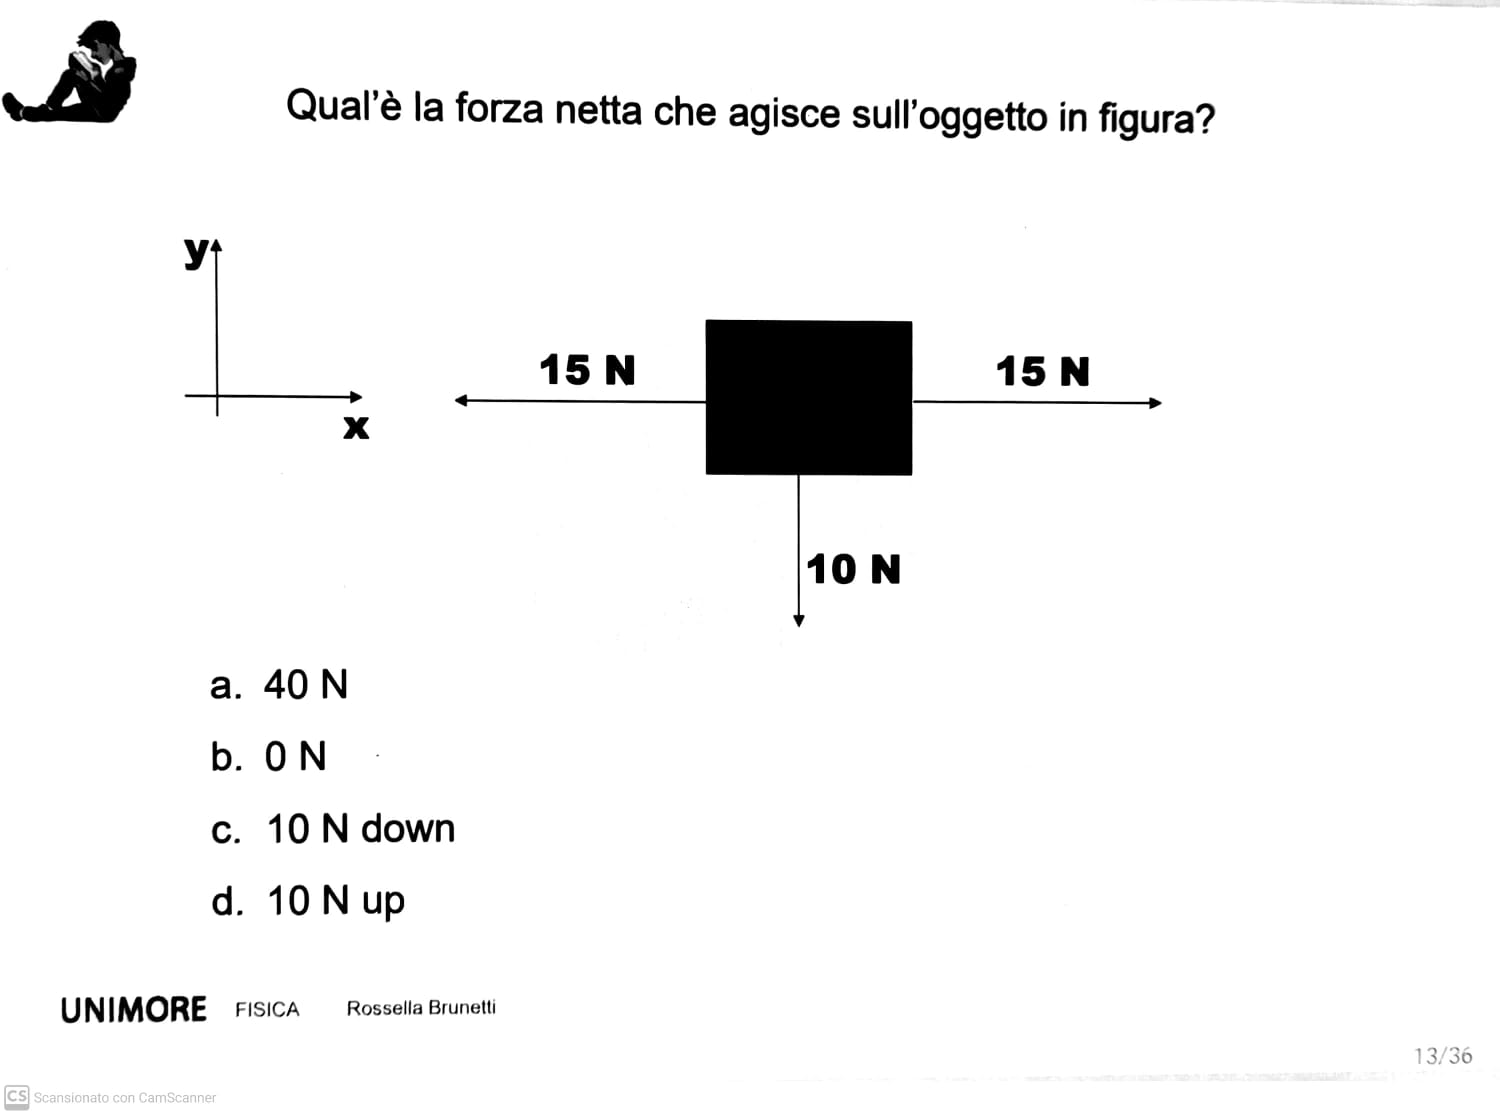 Qual'è la forza netta che agisce sull'oggetto in figura?
y
x
15 N
15 N
10 N
a. 40 N
b. 0 N
c. 10 N down
d. 10 N up
UNIMORE FISICA Rossella Brunetti
13/36
CS Scansionato con CamScanner